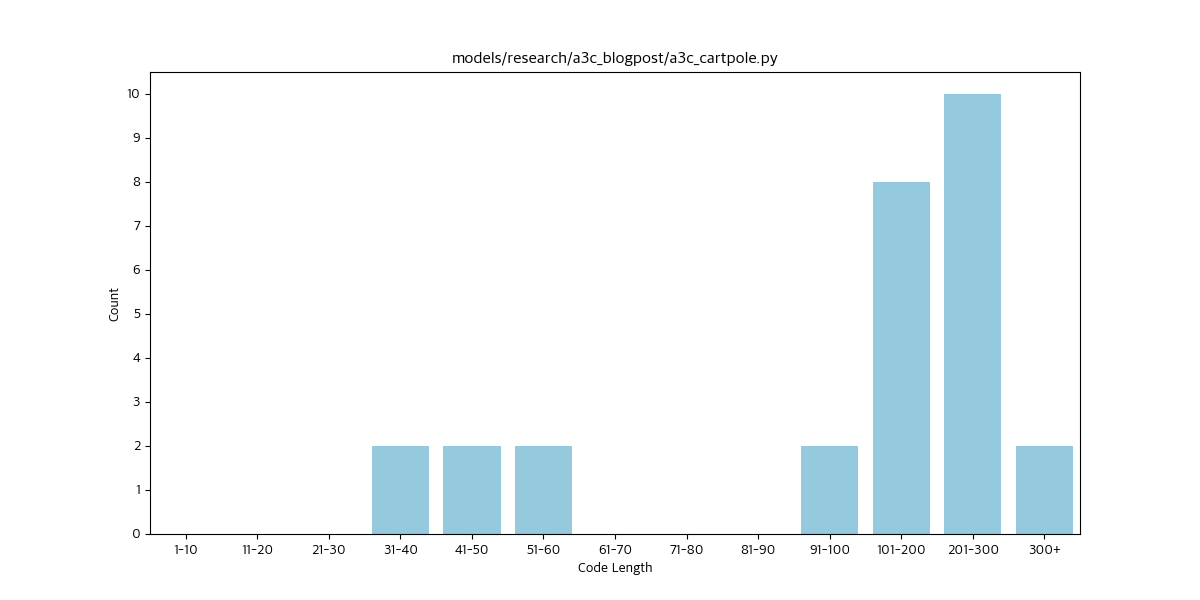 models/research/a3c_blogpost/a3c_cartpole.py
10
9
8
7
6
5
4
3
2
1
0
Count
1-10 11-20 21-30 31-40 41-50 51-60 61-70 71-80 81-90 91-100 101-200 201-300 300+
Code Length